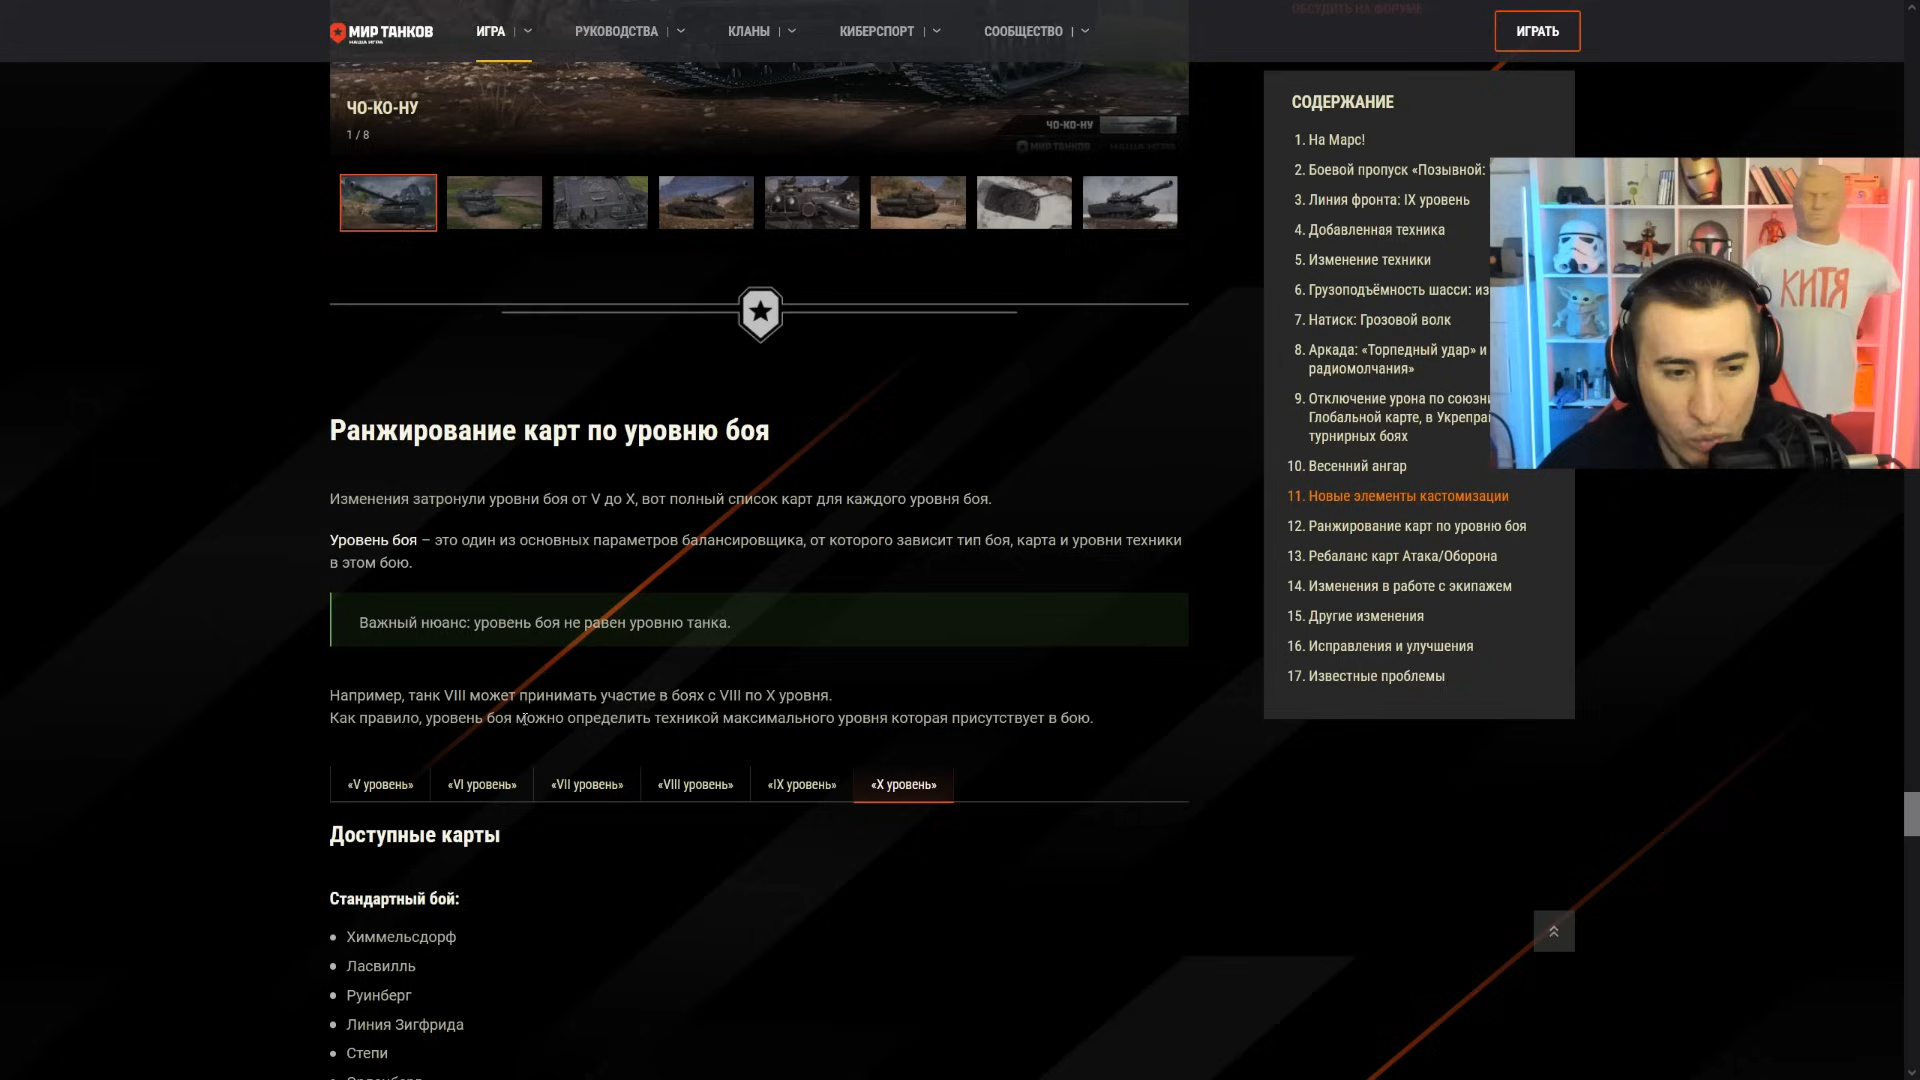 МИР ТАНКОВ
НАША ИГРА
ИГРА
РУКОВОДСТВА
КЛАНЫ
КИБЕРСПОРТ
СООБЩЕСТВО
ОБСУДИТЬ НА ФОРУМЕ
ИГРАТЬ
ЧО-КО-НУ
1 / 8
ЧО-КО-НУ
МИР ТАНКОВ
Ранжирование карт по уровню боя
Изменения затронули уровни боя от V до X, вот полный список карт для каждого уровня боя.
Уровень боя – это один из основных параметров балансировщика, от которого зависит тип боя, карта и уровни техники
в этом бою.
Важный нюанс: уровень боя не равен уровню танка.
Например, танк VIII может принимать участие в боях с VIII по X уровня.
Как правило, уровень боя можно определить техникой максимального уровня которая присутствует в бою.
«V уровень»
«VI уровень»
«VII уровень»
«VIII уровень»
«IX уровень»
«X уровень»
Доступные карты
Стандартный бой:
Химмельсдорф
Ласвилль
Руинберг
Линия Зигфрида
Степи
СОДЕРЖАНИЕ
1. На Марс!
2. Боевой пропуск «Позывной:
3. Линия фронта: IX уровень
4. Добавленная техника
5. Изменение техники
6. Грузоподъёмность шасси: из
7. Натиск: Грозовой волк
8. Аркада: «Торпедный удар» и
радиомолчания»
9. Отключение урона по союзн
Глобальной карте, в Укрепра
турнирных боях
10. Весенний ангар
11. Новые элементы кастомизации
12. Ранжирование карт по уровню боя
13. Ребаланс карт Атака/Оборона
14. Изменения в работе с экипажем
15. Другие изменения
16. Исправления и улучшения
17. Известные проблемы
КИТЯ